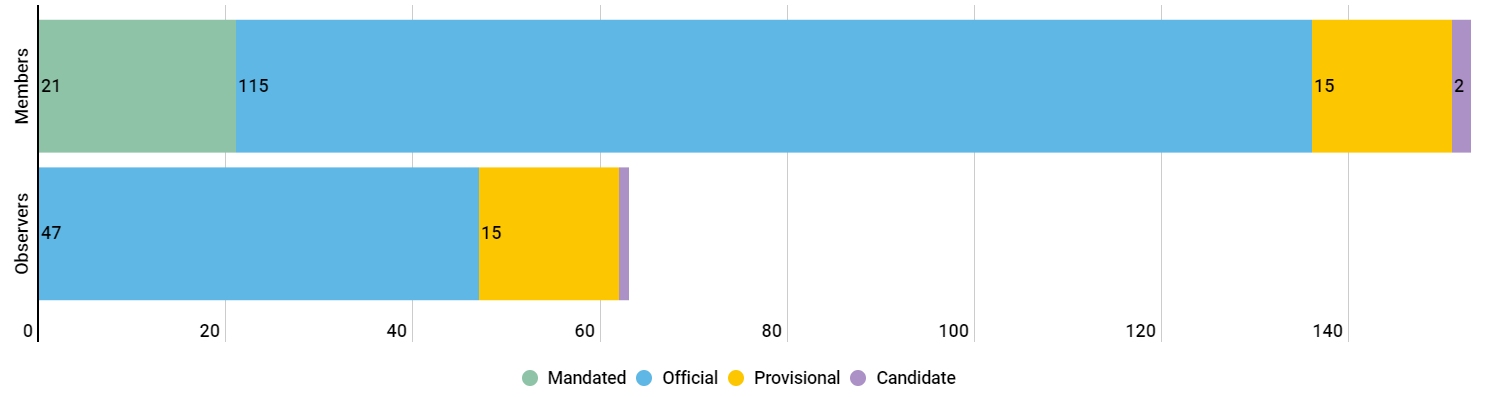 Members
21 115 15 2
Observers
47 15
0 20 40 60 80 100 120 140
Mandated Official Provisional Candidate